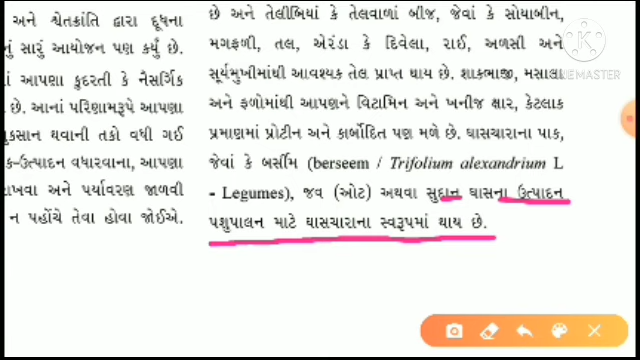 અને શ્વેતક્રાંતિ દ્વારા દૂધના
નું સારું આયોજન પણ કર્યું છે.
આપણા કુદરતી કે નૈસર્ગિક
છે. આનાં પરિણામરૂપે આપણા
નુકસાન થવાની તકો વધી ગઈ
ક-ઉત્પાદન વધારવાના, આપણા
અને પર્યાવરણ જાળવી
ન પહોંચે તેવા હોવા જોઈએ.
છે અને તેલીબિયાં કે તેલવાળાં બીજ, જેવાં કે સોયાબીન,
મગફળી, તલ, એરંડા કે દિવેલા, રાઈ, અળસી અને
સૂર્યમુખીમાંથી આવશ્યક તેલ પ્રાપ્ત થાય છે. શાકભાજી, મસાલા
અને ફળોમાંથી આપણને વિટામિન અને ખનીજ ક્ષાર, કેટલાક
પ્રમાણમાં પ્રોટીન અને કાર્બોદિત પણ મળે છે. ઘાસચારાના પાક,
જેવાં કે બર્સીમ (berseem / Trifolium alexandrium L
- Legumes), જવ (ઓટ) અથવા સુદાન ઘાસના ઉત્પાદન
પશુપાલન માટે ઘાસચારાના સ્વરૂપમાં થાય છે.